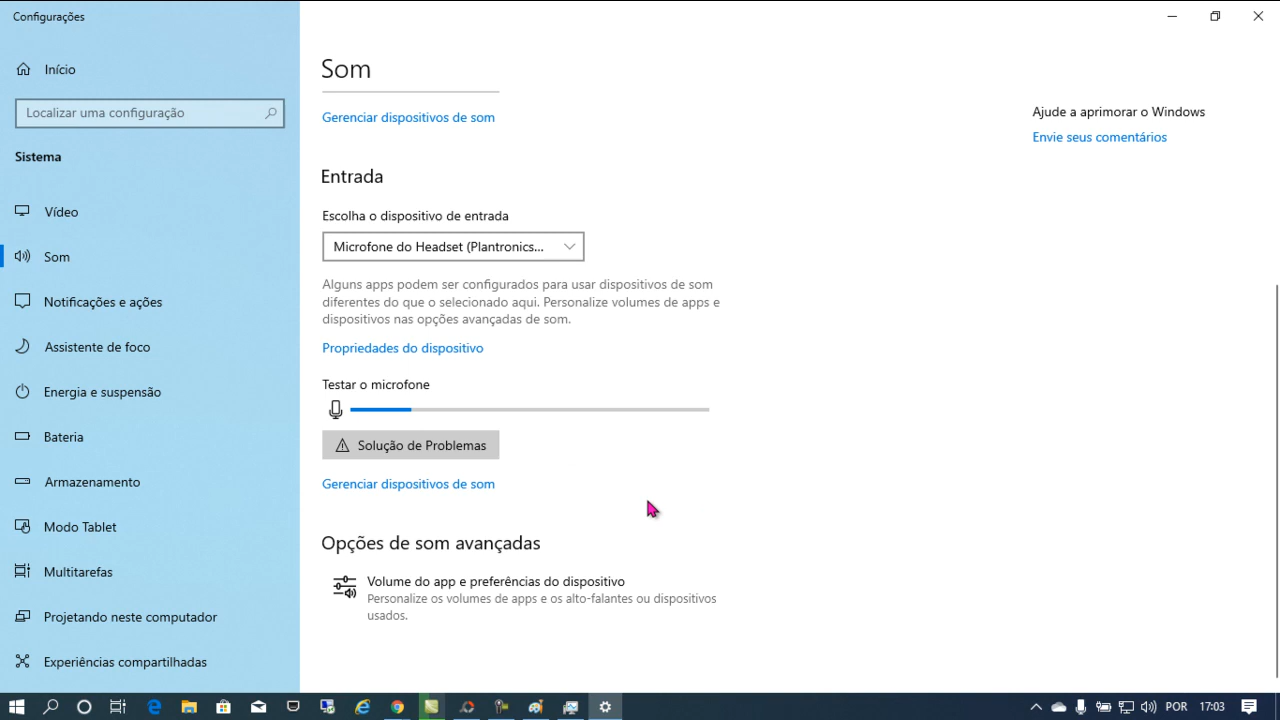 Configurações
Início
Localizar uma configuração
Sistema
Vídeo
Som
Notificações e ações
Assistente de foco
Energia e suspensão
Bateria
Armazenamento
Modo Tablet
Multitarefas
Projetando neste computador
Experiências compartilhadas
Som
Gerenciar dispositivos de som
Entrada
Escolha o dispositivo de entrada
Microfone do Headset (Plantronics...
Alguns apps podem ser configurados para usar dispositivos de som
diferentes do que o selecionado aqui. Personalize volumes de apps e
dispositivos nas opções avançadas de som.
Propriedades do dispositivo
Testar o microfone
Solução de Problemas
Gerenciar dispositivos de som
Opções de som avançadas
Volume do app e preferências do dispositivo
Personalize os volumes de apps e os alto-falantes ou dispositivos
usados.
Ajude a aprimorar o Windows
Envie seus comentários
POR
17:03